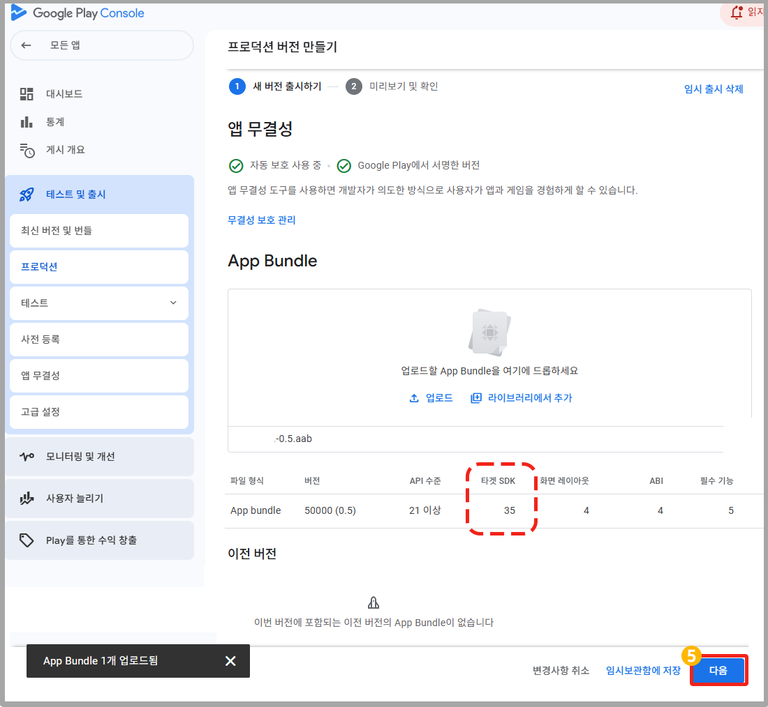 Google Play Console
읽지
모든 앱
프로덕션 버전 만들기
1 새 버전 출시하기
2 미리보기 및 확인
임시 출시 삭제
대시보드
통계
게시 개요
테스트 및 출시
최신 버전 및 번들
프로덕션
테스트
사전 등록
앱 무결성
고급 설정
모니터링 및 개선
사용자 늘리기
Play를 통한 수익 창출
앱 무결성
자동 보호 사용 중 • Google Play에서 서명한 버전
앱 무결성 도구를 사용하면 개발자가 의도한 방식으로 사용자가 앱과 게임을 경험하게 할 수 있습니다.
무결성 보호 관리
App Bundle
업로드할 App Bundle을 여기에 드롭하세요
업로드
라이브러리에서 추가
-0.5.aab
파일 형식 버전 API 수준 타겟 SDK 화면 레이아웃 ABI 필수 기능
App bundle 50000 (0.5) 21 이상 35 4 4 5
이전 버전
이번 버전에 포함되는 이전 버전의 App Bundle이 없습니다
App Bundle 1개 업로드됨
변경사항 취소
임시보관함에 저장
5
다음